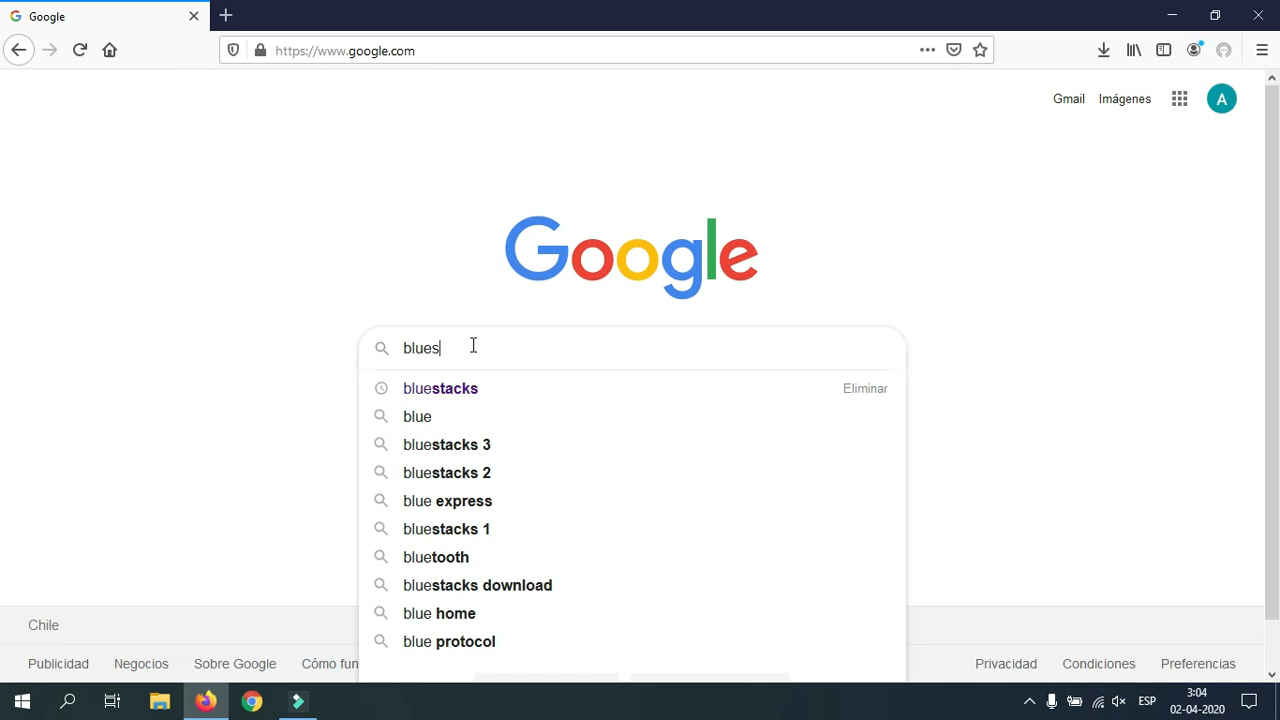 Google
https://www.google.com
Gmail Imágenes A
Google
blues
bluestacks Eliminar
blue
bluestacks 3
bluestacks 2
blue express
bluestacks 1
bluetooth
bluestacks download
blue home
blue protocol
Chile
Publicidad Negocios Sobre Google Cómo fun Privacidad Condiciones Preferencias
ESP 3:04
02-04-2020